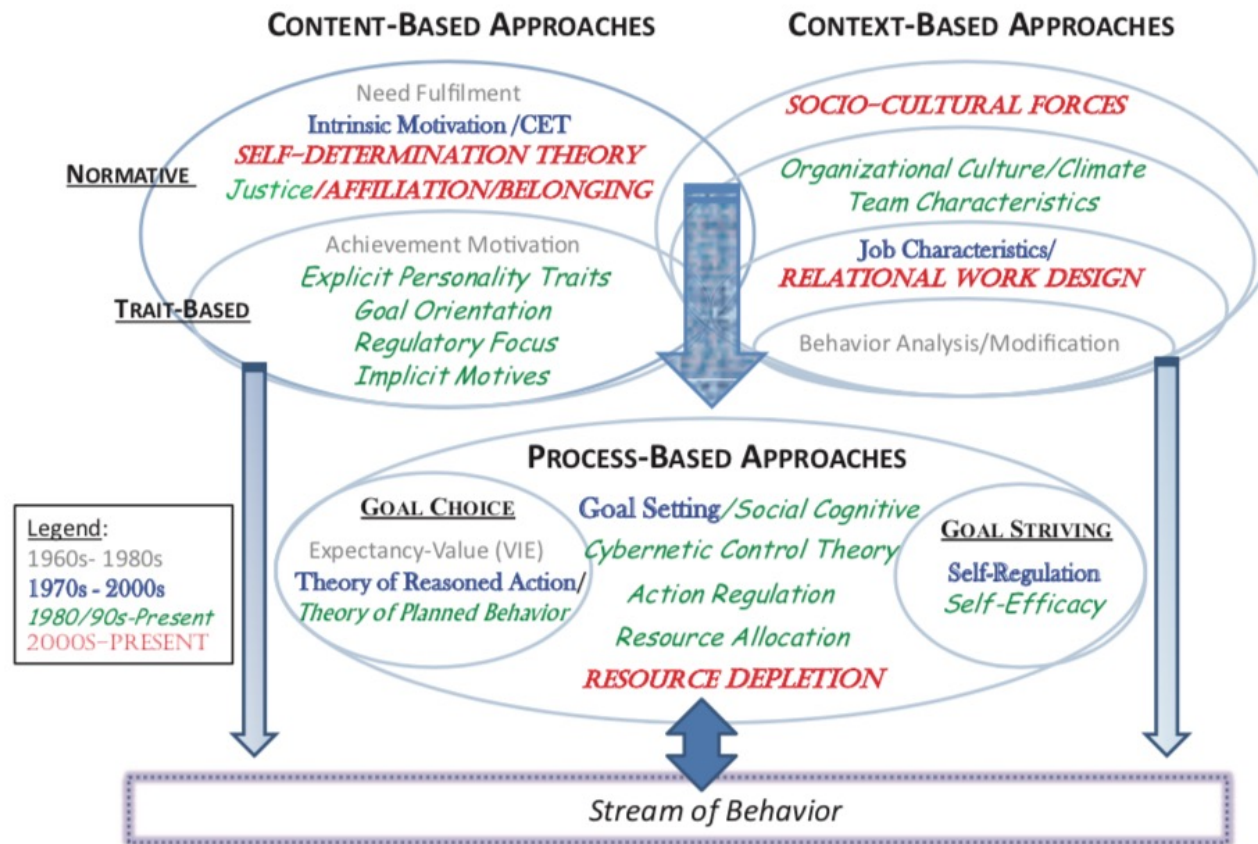 CONTENT-BASED APPROACHES
CONTEXT-BASED APPROACHES
NORMATIVE
Need Fulfilment
Intrinsic Motivation /CET
SELF-DETERMINATION THEORY
Justice/AFFILIATION/BELONGING
TRAIT-BASED
Achievement Motivation
Explicit Personality Traits
Goal Orientation
Regulatory Focus
Implicit Motives
SOCIO-CULTURAL FORCES
Organizational Culture/Climate
Team Characteristics
Job Characteristics/
RELATIONAL WORK DESIGN
Behavior Analysis/Modification
PROCESS-BASED APPROACHES
GOAL CHOICE
Expectancy-Value (VIE)
Theory of Reasoned Action/
Theory of Planned Behavior
Goal Setting/Social Cognitive
Cybernetic Control Theory
Action Regulation
Resource Allocation
RESOURCE DEPLETION
GOAL STRIVING
Self-Regulation
Self-Efficacy
Legend:
1960s- 1980s
1970s - 2000s
1980/90s-Present
2000S-PRESENT
Stream of Behavior